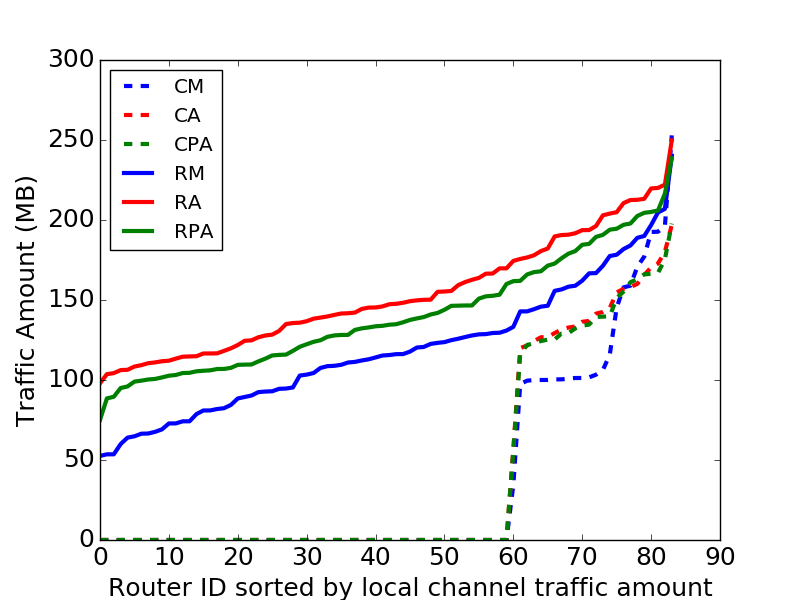 300
250
200
150
100
50
0
CM
CA
CPA
RM
RA
RPA
Traffic Amount (MB)
0 10 20 30 40 50 60 70 80 90
Router ID sorted by local channel traffic amount